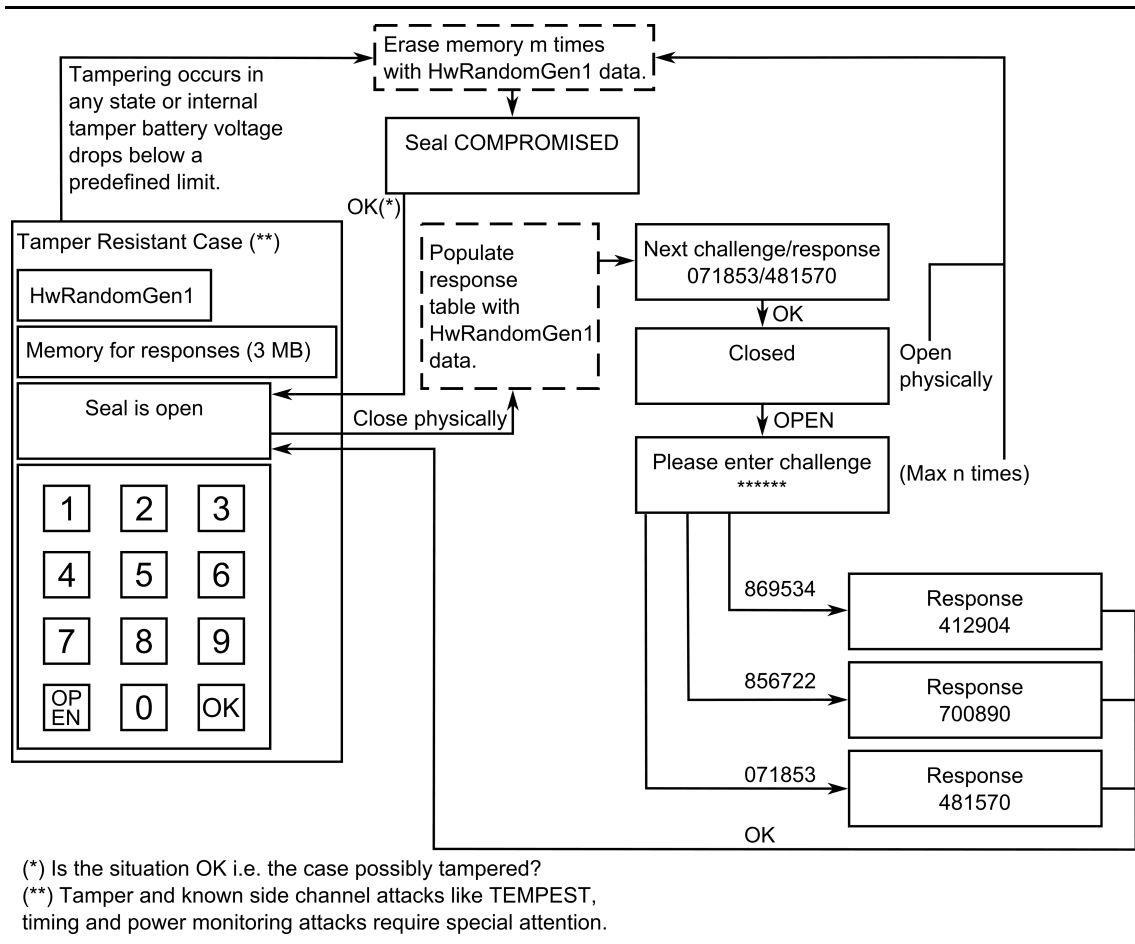 Erase memory m times
with HwRandomGen1 data.
Tampering occurs in
any state or internal
tamper battery voltage
drops below a
predefined limit.
Seal COMPROMISED
OK(*)
Tamper Resistant Case (**)
HwRandomGen1
Memory for responses (3 MB)
Seal is open
Close physically
Populate
response
table with
HwRandomGen1
data.
Next challenge/response
071853/481570
OK
Closed
Open
physically
OPEN
Please enter challenge
******
(Max n times)
1 2 3
4 5 6
7 8 9
OP
EN
0 OK
869534
Response
412904
856722
Response
700890
071853
Response
481570
OK
(*) Is the situation OK i.e. the case possibly tampered?
(**) Tamper and known side channel attacks like TEMPEST,
timing and power monitoring attacks require special attention.